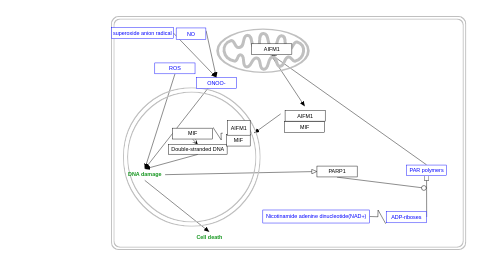 superoxide anion radical
NO
AIFM1
ROS
ONOO-
AIFM1
MIF
AIFM1
MIF
MIF
Double-stranded DNA
DNA damage
PARP1
PAR polymers
Nicotinamide adenine dinucleotide(NAD+)
ADP-riboses
Cell death